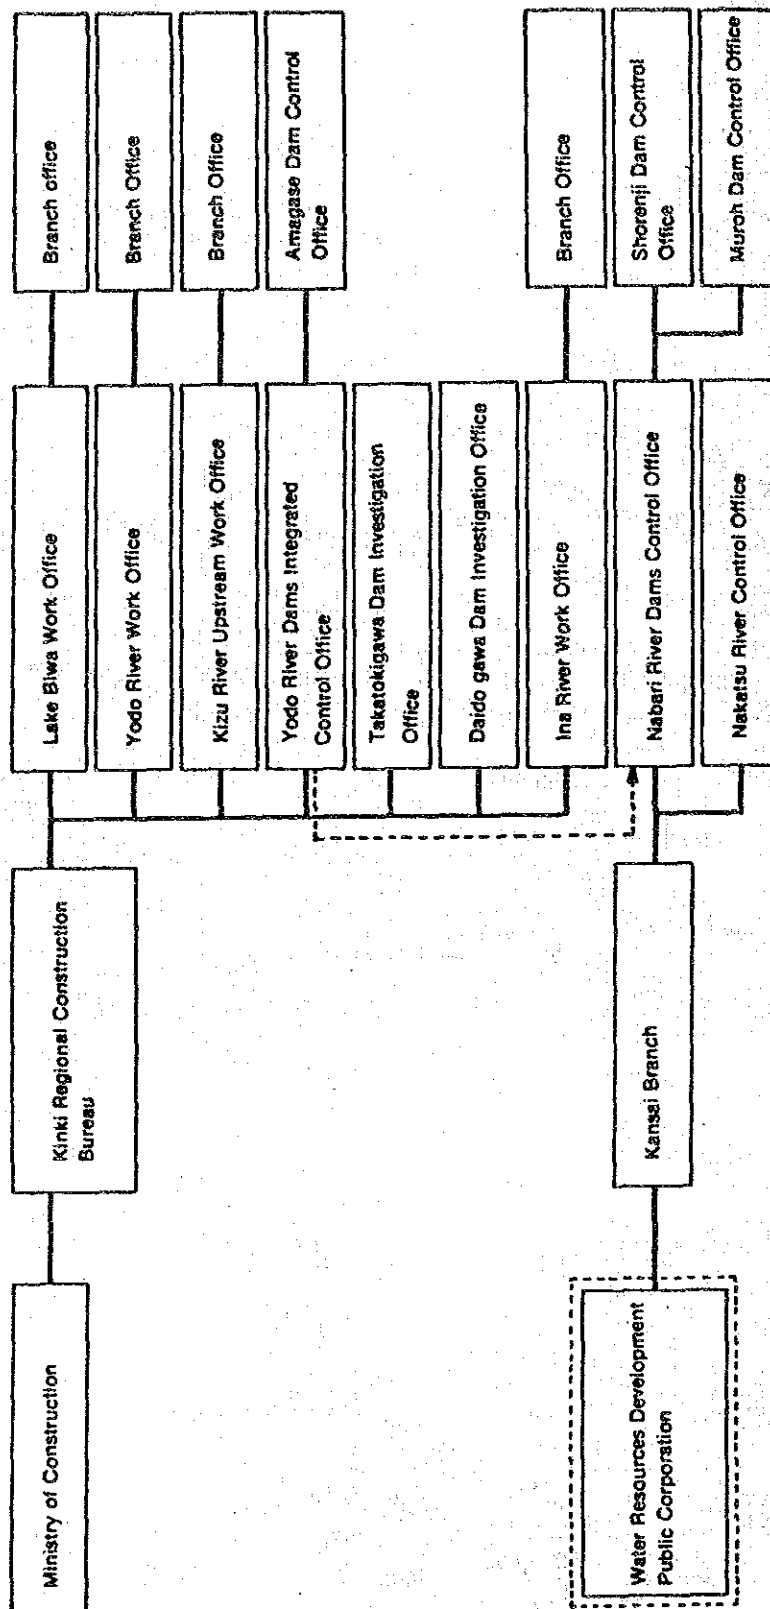 Ministry of Construction
Kinki Regional Construction
Bureau
Lake Biwa Work Office
Branch office
Yodo River Work Office
Branch Office
Kizu River Upstream Work Office
Branch Office
Yodo River Dams Integrated
Control Office
Amagase Dam Control
Office
Takatokigawa Dam Investigation
Office
Daido gawa Dam Investigation Office
Ina River Work Office
Branch Office
Water Resources Development
Public Corporation
Kansai Branch
Nabari River Dams Control Office
Shorenji Dam Control
Office
Muroh Dam Control Office
Nakatsu River Control Office